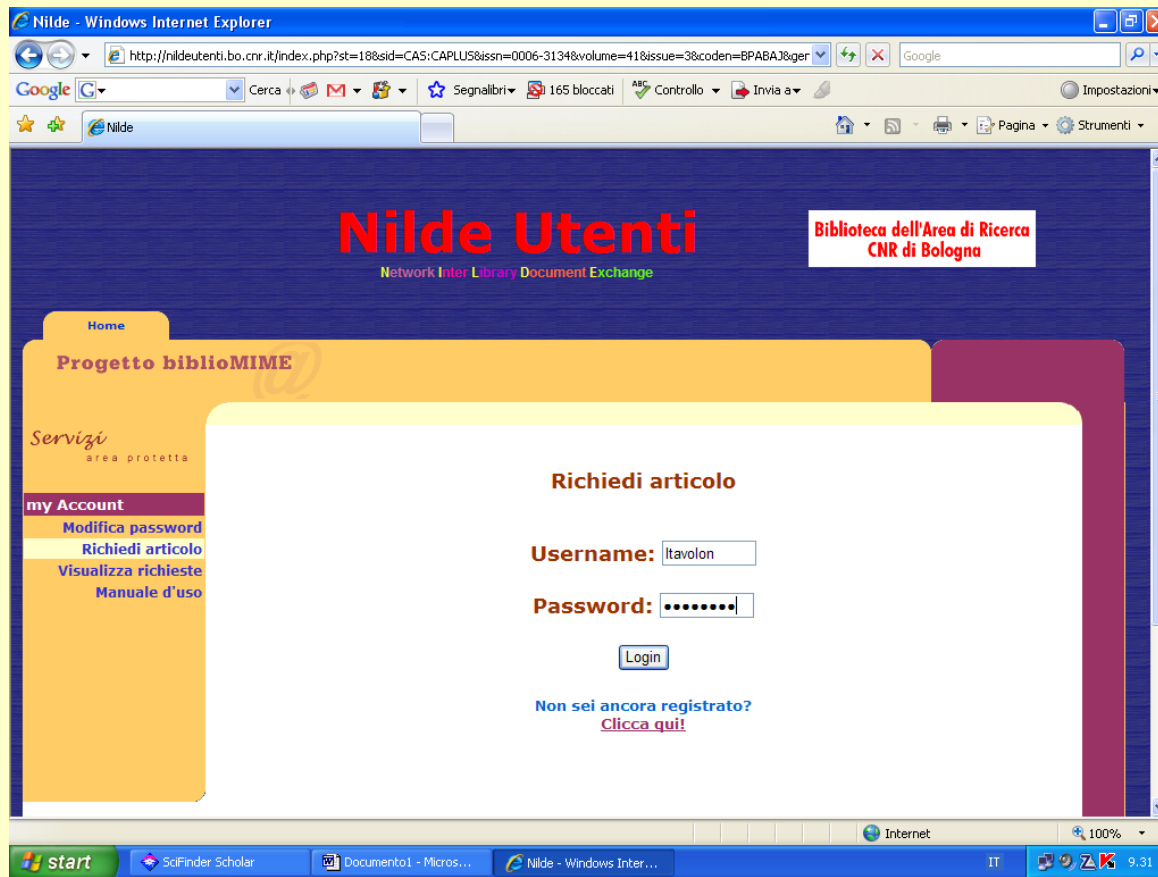 Nilde - Windows Internet Explorer
http://nildeutenti.bo.cnr.it/index.php?st=18&sid=CAS:CAPLUS&issn=0006-3134&volume=41&issue=3&coden=BPABAJ&ger
Google
Google G Cerca Segnalibri 165 bloccati ABC Controllo Invia a Impostazioni
Nilde Pagina Strumenti
Nilde Utenti
Network Inter Library Document Exchange
Biblioteca dell'Area di Ricerca
CNR di Bologna
Home
Progetto biblioMIME
@
Servizi
area protetta
my Account
Modifica password
Richiedi articolo
Visualizza richieste
Manuale d'uso
Richiedi articolo
Username: ltavolon
Password: ••••••••
Login
Non sei ancora registrato?
Clicca qui!
Internet 100%
start SciFinder Scholar Documento1 - Micros... Nilde - Windows Inter... IT 9.31